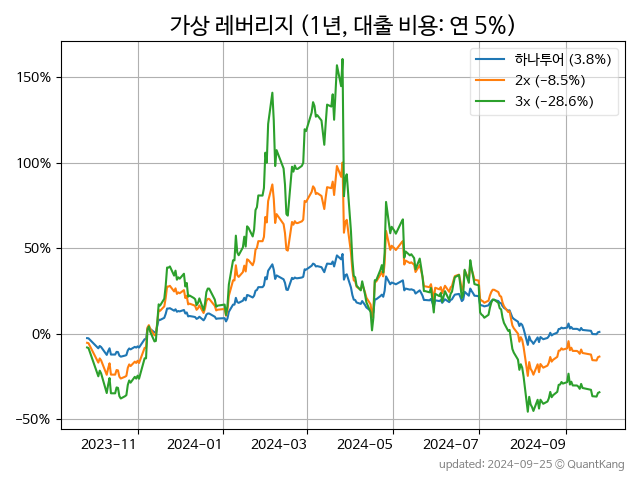 가상 레버리지 (1년, 대출 비용: 연 5%)
하나투어 (3.8%)
2x (−8.5%)
3x (−28.6%)
150%
100%
50%
0%
−50%
2023-11 2024-01 2024-03 2024-05 2024-07 2024-09
updated: 2024-09-25 © QuantKang